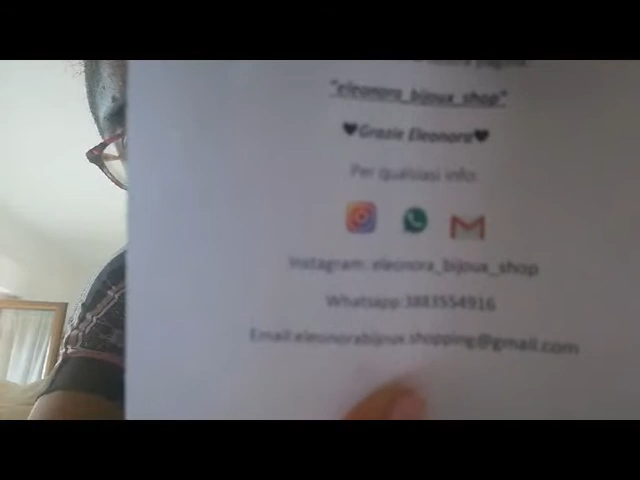 "eleonora_bijoux_shop"
♥Grazie Eleonora♥
Per qualsiasi info:
Instagram: eleonora_bijoux_shop
Whatsapp:3883554916
Email:eleonorabijoux.shopping@gmail.com